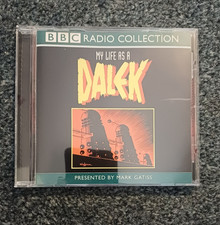 BBC RADIO COLLECTION
MY LIFE AS A
DALEK
PRESENTED BY MARK GATISS